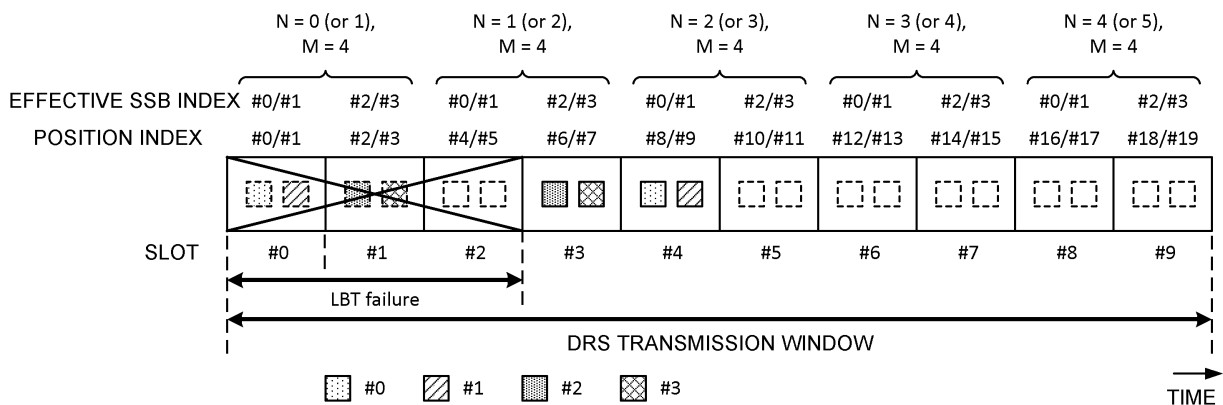 N = 0 (or 1), N = 1 (or 2), N = 2 (or 3), N = 3 (or 4), N = 4 (or 5),
M = 4 M = 4 M = 4 M = 4 M = 4
EFFECTIVE SSB INDEX #0/#1 #2/#3 #0/#1 #2/#3 #0/#1 #2/#3 #0/#1 #2/#3 #0/#1 #2/#3
POSITION INDEX #0/#1 #2/#3 #4/#5 #6/#7 #8/#9 #10/#11 #12/#13 #14/#15 #16/#17 #18/#19
SLOT #0 #1 #2 #3 #4 #5 #6 #7 #8 #9
LBT failure
DRS TRANSMISSION WINDOW
#0 #1 #2 #3
TIME